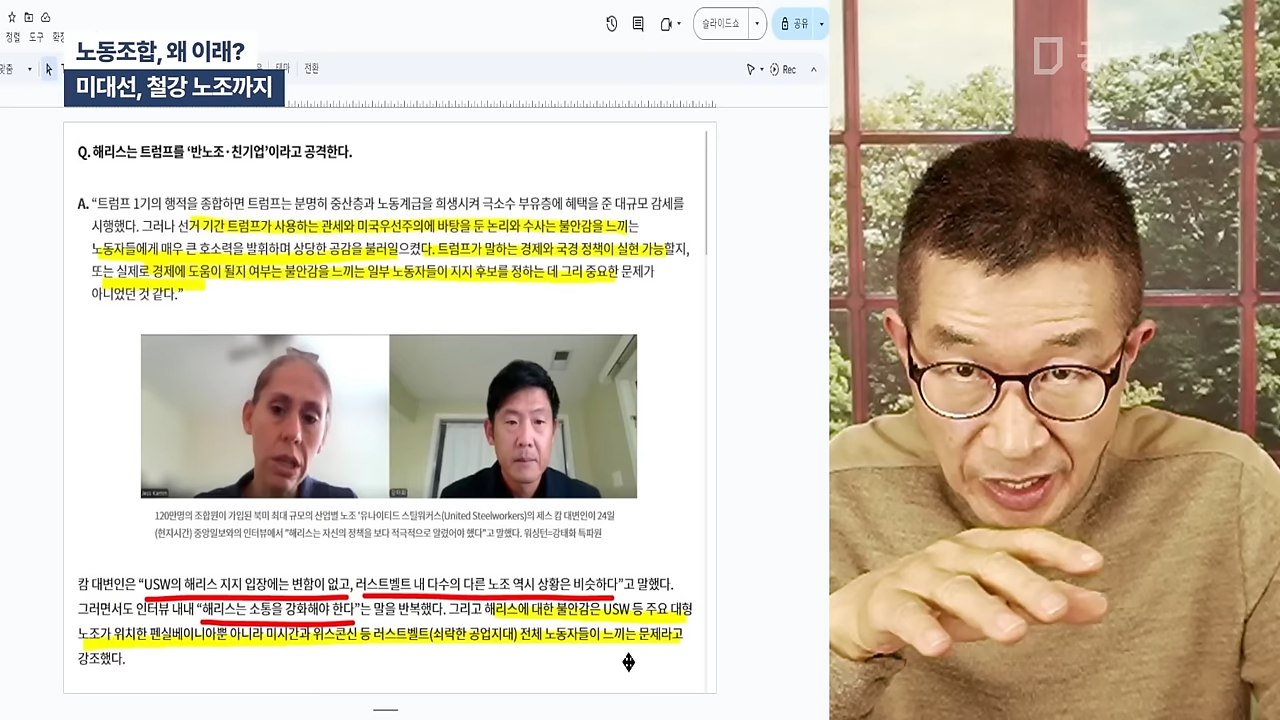 정렬 도구
노동조합, 왜 이래?
미대선, 철강 노조까지
테마 전환
슬라이드쇼
공유
Rec
Q. 해리스는 트럼프를 ‘반노조·친기업’이라고 공격한다.
A. “트럼프 1기의 행적을 종합하면 트럼프는 분명히 중산층과 노동계급을 희생시켜 극소수 부유층에 혜택을 준 대규모 감세를
시행했다. 그러나 선거 기간 트럼프가 사용하는 관세와 미국우선주의에 바탕을 둔 논리와 수사는 불안감을 느끼는
노동자들에게 매우 큰 호소력을 발휘하며 상당한 공감을 불러일으켰다. 트럼프가 말하는 경제와 국경 정책이 실현 가능할지,
또는 실제로 경제에 도움이 될지 여부는 불안감을 느끼는 일부 노동자들이 지지 후보를 정하는 데 그리 중요한 문제가
아니었던 것 같다.”
Jess Kamm
120만명의 조합원이 가입된 북미 최대 규모의 산업별 노조 '유나이티드 스틸워커스(United Steelworkers)의 제스 캄 대변인이 24일
(현지시간) 중앙일보와의 인터뷰에서 "해리스는 자신의 정책을 보다 적극적으로 알렸어야 했다"고 말했다. 워싱턴=강태화 특파원
캄 대변인은 “USW의 해리스 지지 입장에는 변함이 없고, 러스트벨트 내 다수의 다른 노조 역시 상황은 비슷하다”고 말했다.
그러면서도 인터뷰 내내 “해리스는 소통을 강화해야 한다”는 말을 반복했다. 그리고 해리스에 대한 불안감은 USW 등 주요 대형
노조가 위치한 펜실베이니아뿐 아니라 미시간과 위스콘신 등 러스트벨트(쇠락한 공업지대) 전체 노동자들이 느끼는 문제라고
강조했다.